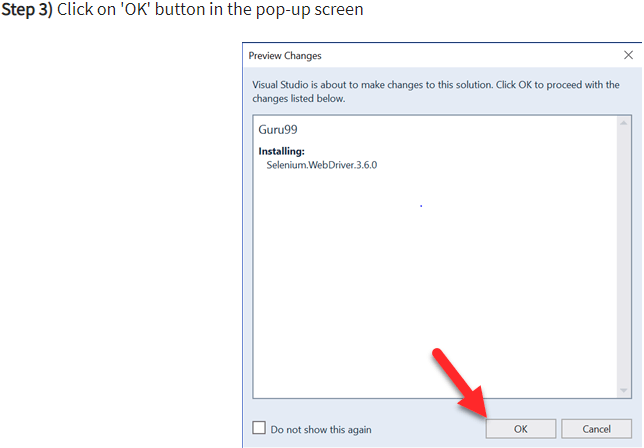 Step 3) Click on 'OK' button in the pop-up screen
Preview Changes
Visual Studio is about to make changes to this solution. Click OK to proceed with the
changes listed below.
Guru99
Installing:
Selenium.WebDriver.3.6.0
Do not show this again
OK
Cancel